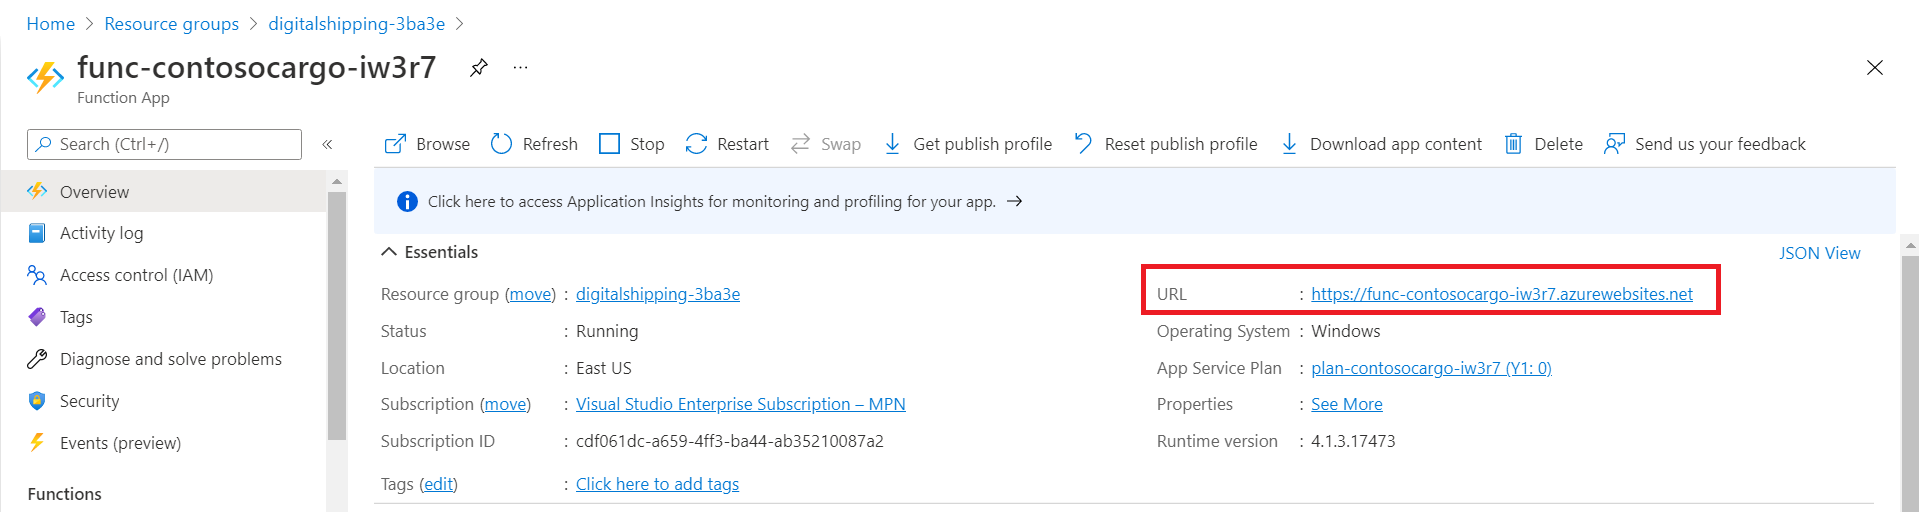 Home > Resource groups > digitalshipping-3ba3e >
func-contosocargo-iw3r7 ...
Function App
Search (Ctrl+/) «
Browse Refresh Stop Restart Swap Get publish profile Reset publish profile Download app content Delete Send us your feedback
Overview
Activity log
Access control (IAM)
Tags
Diagnose and solve problems
Security
Events (preview)
Functions
Click here to access Application Insights for monitoring and profiling for your app. →
Essentials JSON View
Resource group (move) : digitalshipping-3ba3e
Status : Running
Location : East US
Subscription (move) : Visual Studio Enterprise Subscription – MPN
Subscription ID : cdf061dc-a659-4ff3-ba44-ab35210087a2
Tags (edit) : Click here to add tags
URL : https://func-contosocargo-iw3r7.azurewebsites.net
Operating System : Windows
App Service Plan : plan-contosocargo-iw3r7 (Y1: 0)
Properties : See More
Runtime version : 4.1.3.17473